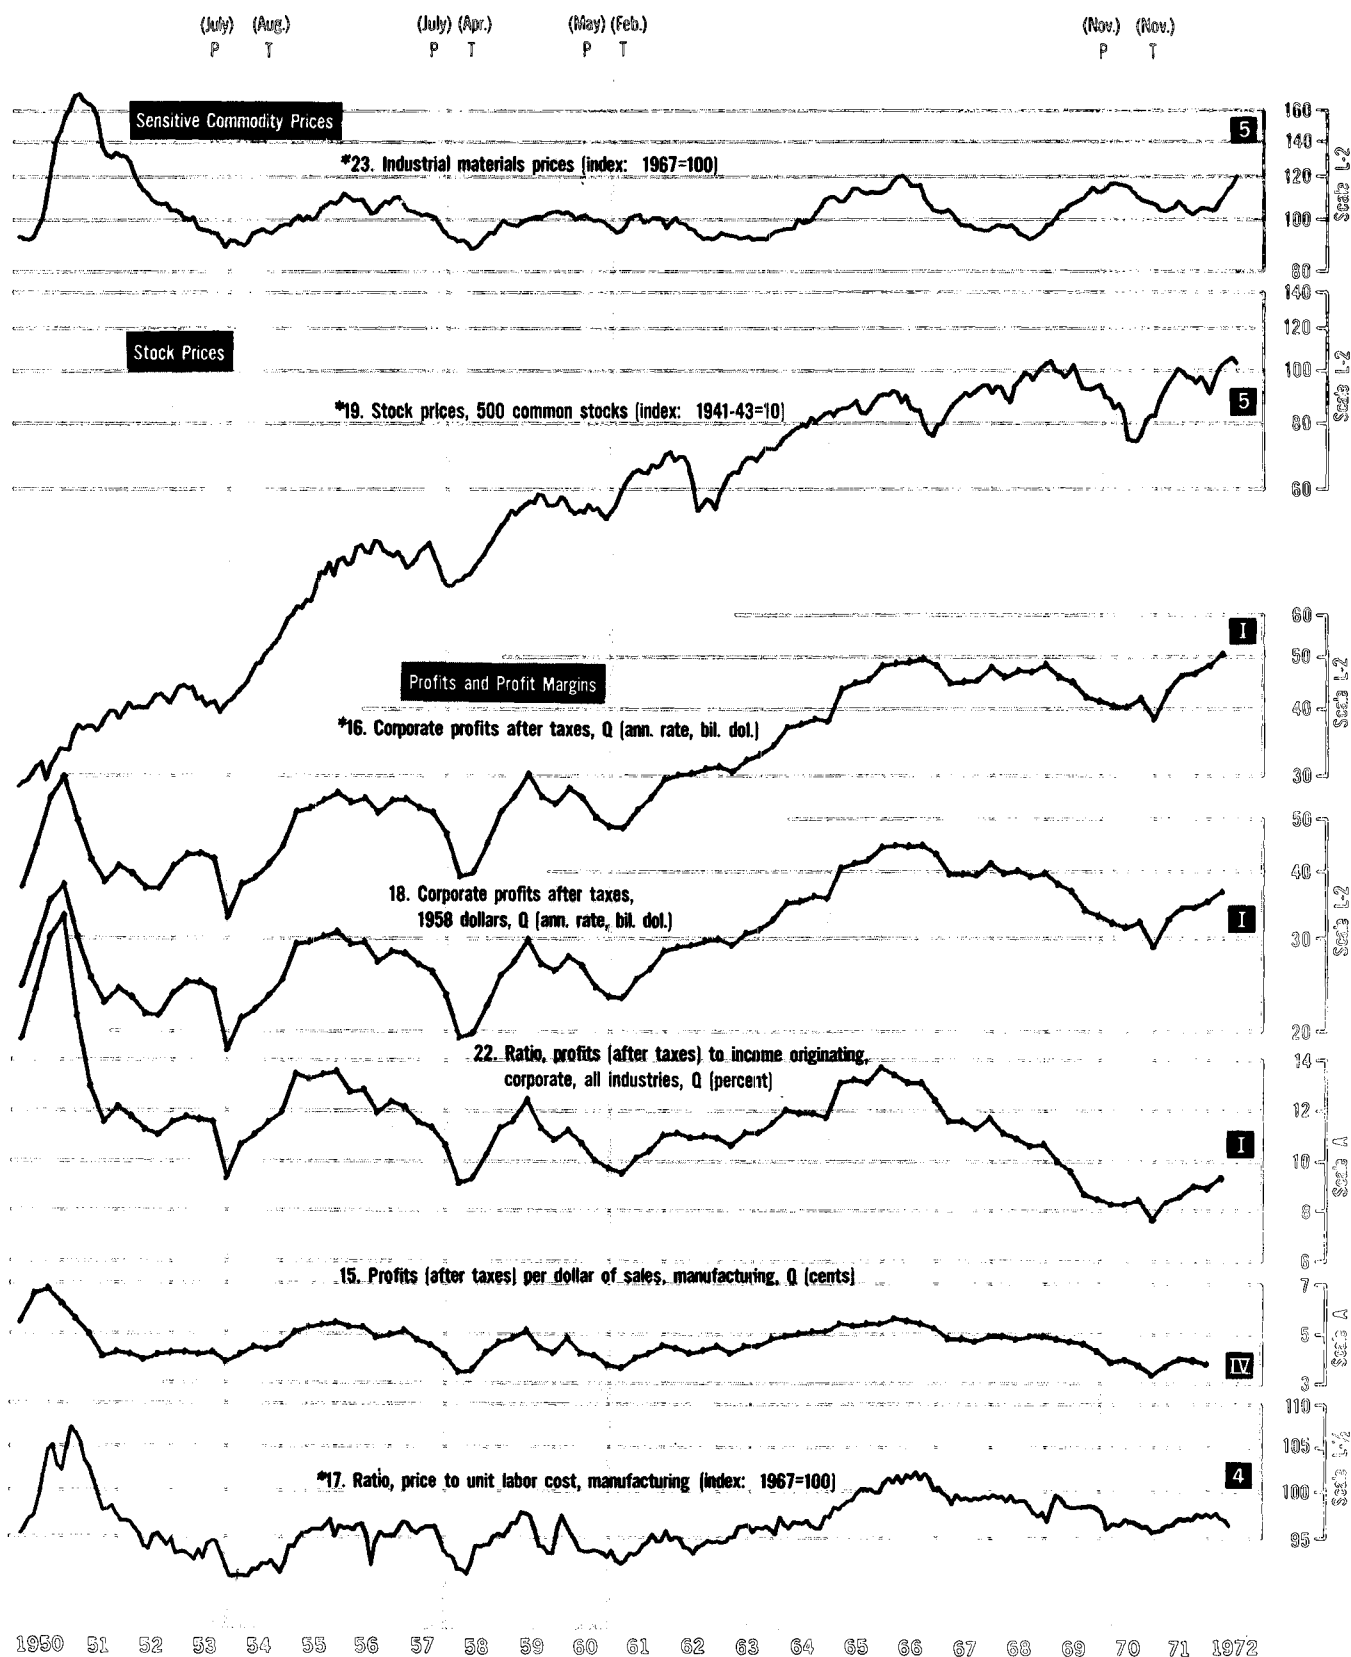 (July) (Aug.) (July) (Apr.) (May) (Feb.) (Nov.) (Nov.)
P T P T P T P T
Sensitive Commodity Prices
*23. Industrial materials prices (index: 1967=100)
5
160
140
120
100
80
Scale L-2
Stock Prices
*19. Stock prices, 500 common stocks (index: 1941-43=10)
5
140
120
100
80
60
Scale L-2
Profits and Profit Margins
*16. Corporate profits after taxes, Q (ann. rate, bil. dol.)
I
60
50
40
30
Scale L-2
18. Corporate profits after taxes,
1958 dollars, Q (ann. rate, bil. dol.)
I
50
40
30
20
Scale L-2
22. Ratio, profits (after taxes) to income originating,
corporate, all industries, Q (percent)
I
14
12
10
8
6
Scale A
15. Profits (after taxes) per dollar of sales, manufacturing, Q (cents)
IV
7
5
3
Scale A
*17. Ratio, price to unit labor cost, manufacturing (index: 1967=100)
4
110
105
100
95
Scale L-½
1950 51 52 53 54 55 56 57 58 59 60 61 62 63 64 65 66 67 68 69 70 71 1972